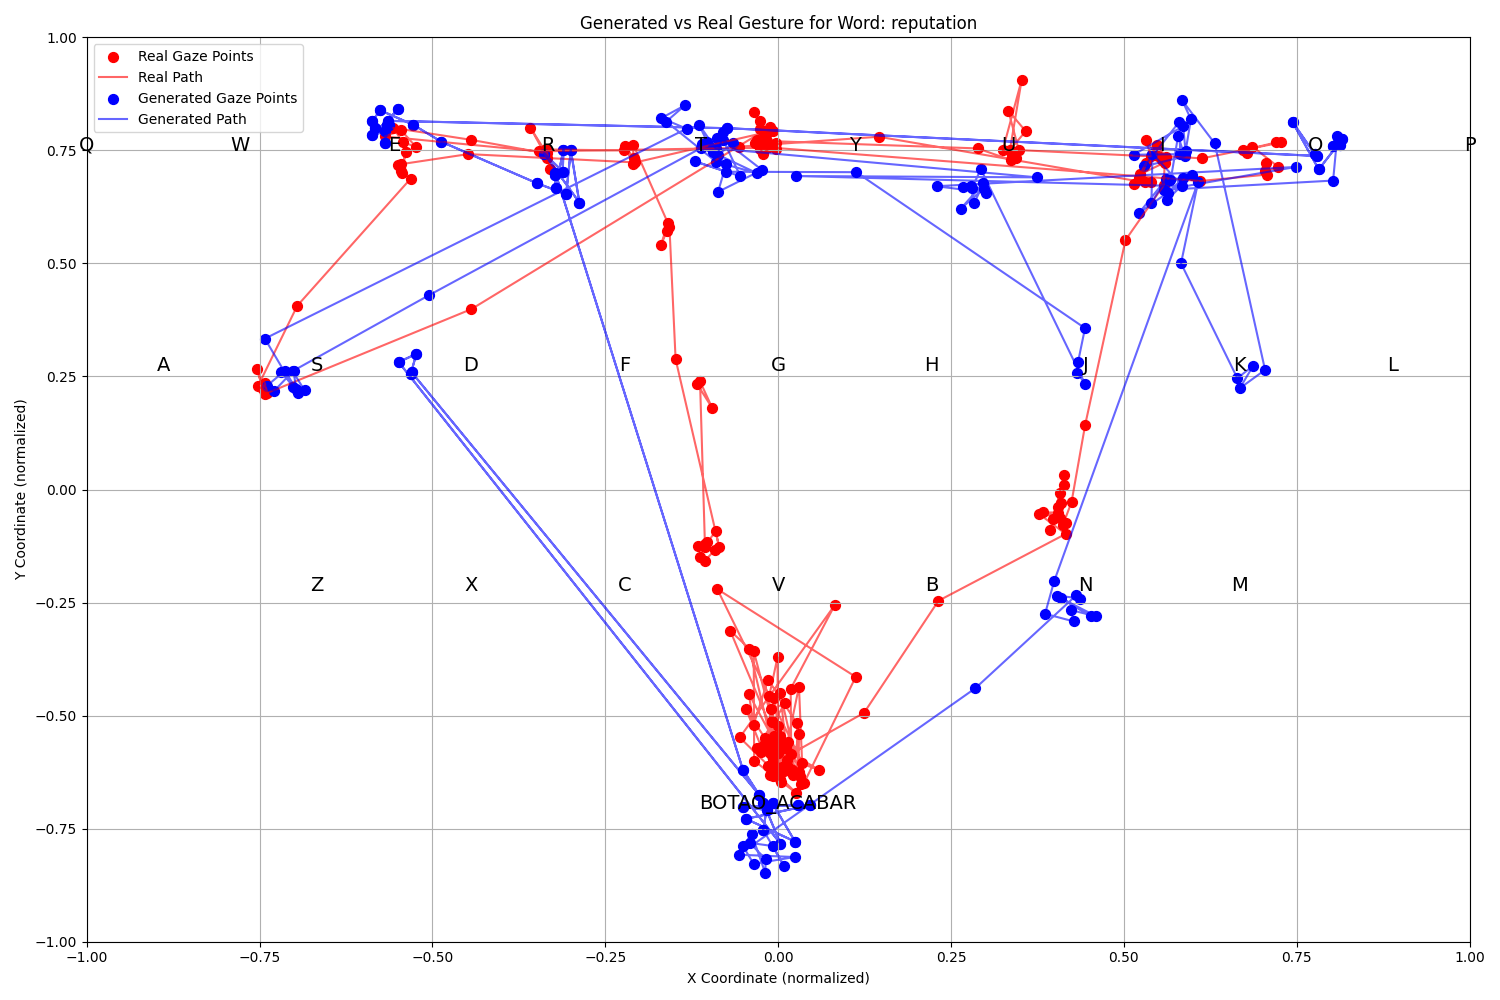 Generated vs Real Gesture for Word: reputation
Real Gaze Points
Real Path
Generated Gaze Points
Generated Path
1.00
0.75
0.50
0.25
0.00
−0.25
−0.50
−0.75
−1.00
Y Coordinate (normalized)
Q W E R T Y U I O P
A S D F G H J K L
Z X C V B N M
BOTAO_ACABAR
−1.00 −0.75 −0.50 −0.25 0.00 0.25 0.50 0.75 1.00
X Coordinate (normalized)